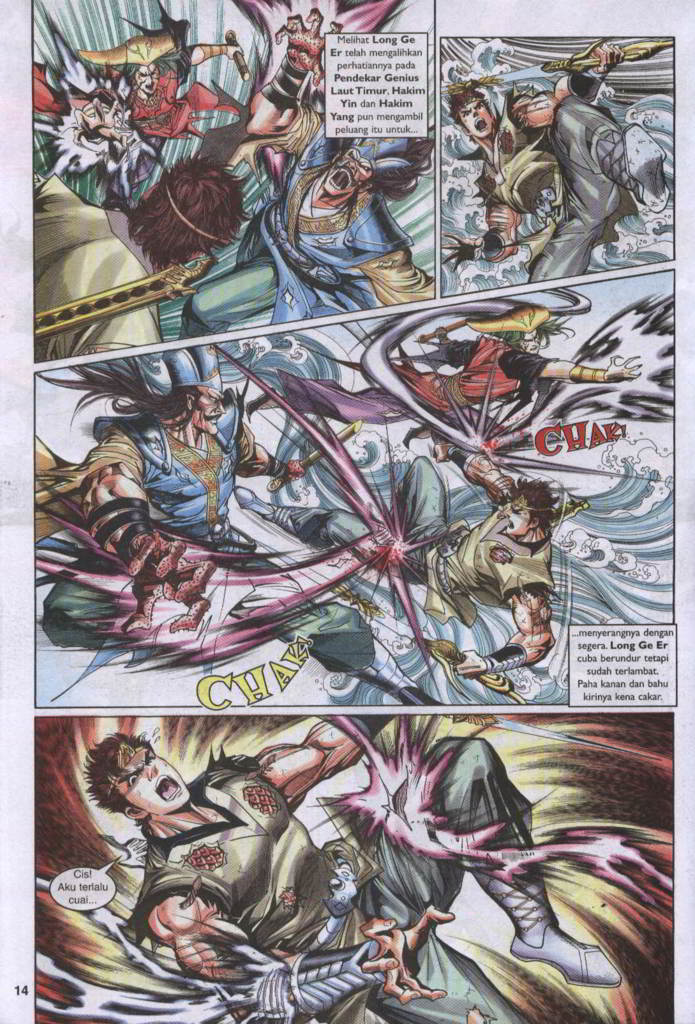 Melihat Long Ge
Er telah mengalihkan
perhatiannya pada
Pendekar Genius
Laut Timur, Hakim
Yin dan Hakim
Yang pun mengambil
peluang itu untuk...
CHAK!
CHAK!
...menyerangnya dengan
segera. Long Ge Er
cuba berundur tetapi
sudah terlambat.
Paha kanan dan bahu
kirinya kena cakar.
Cis!
Aku terlalu
cuai...
14